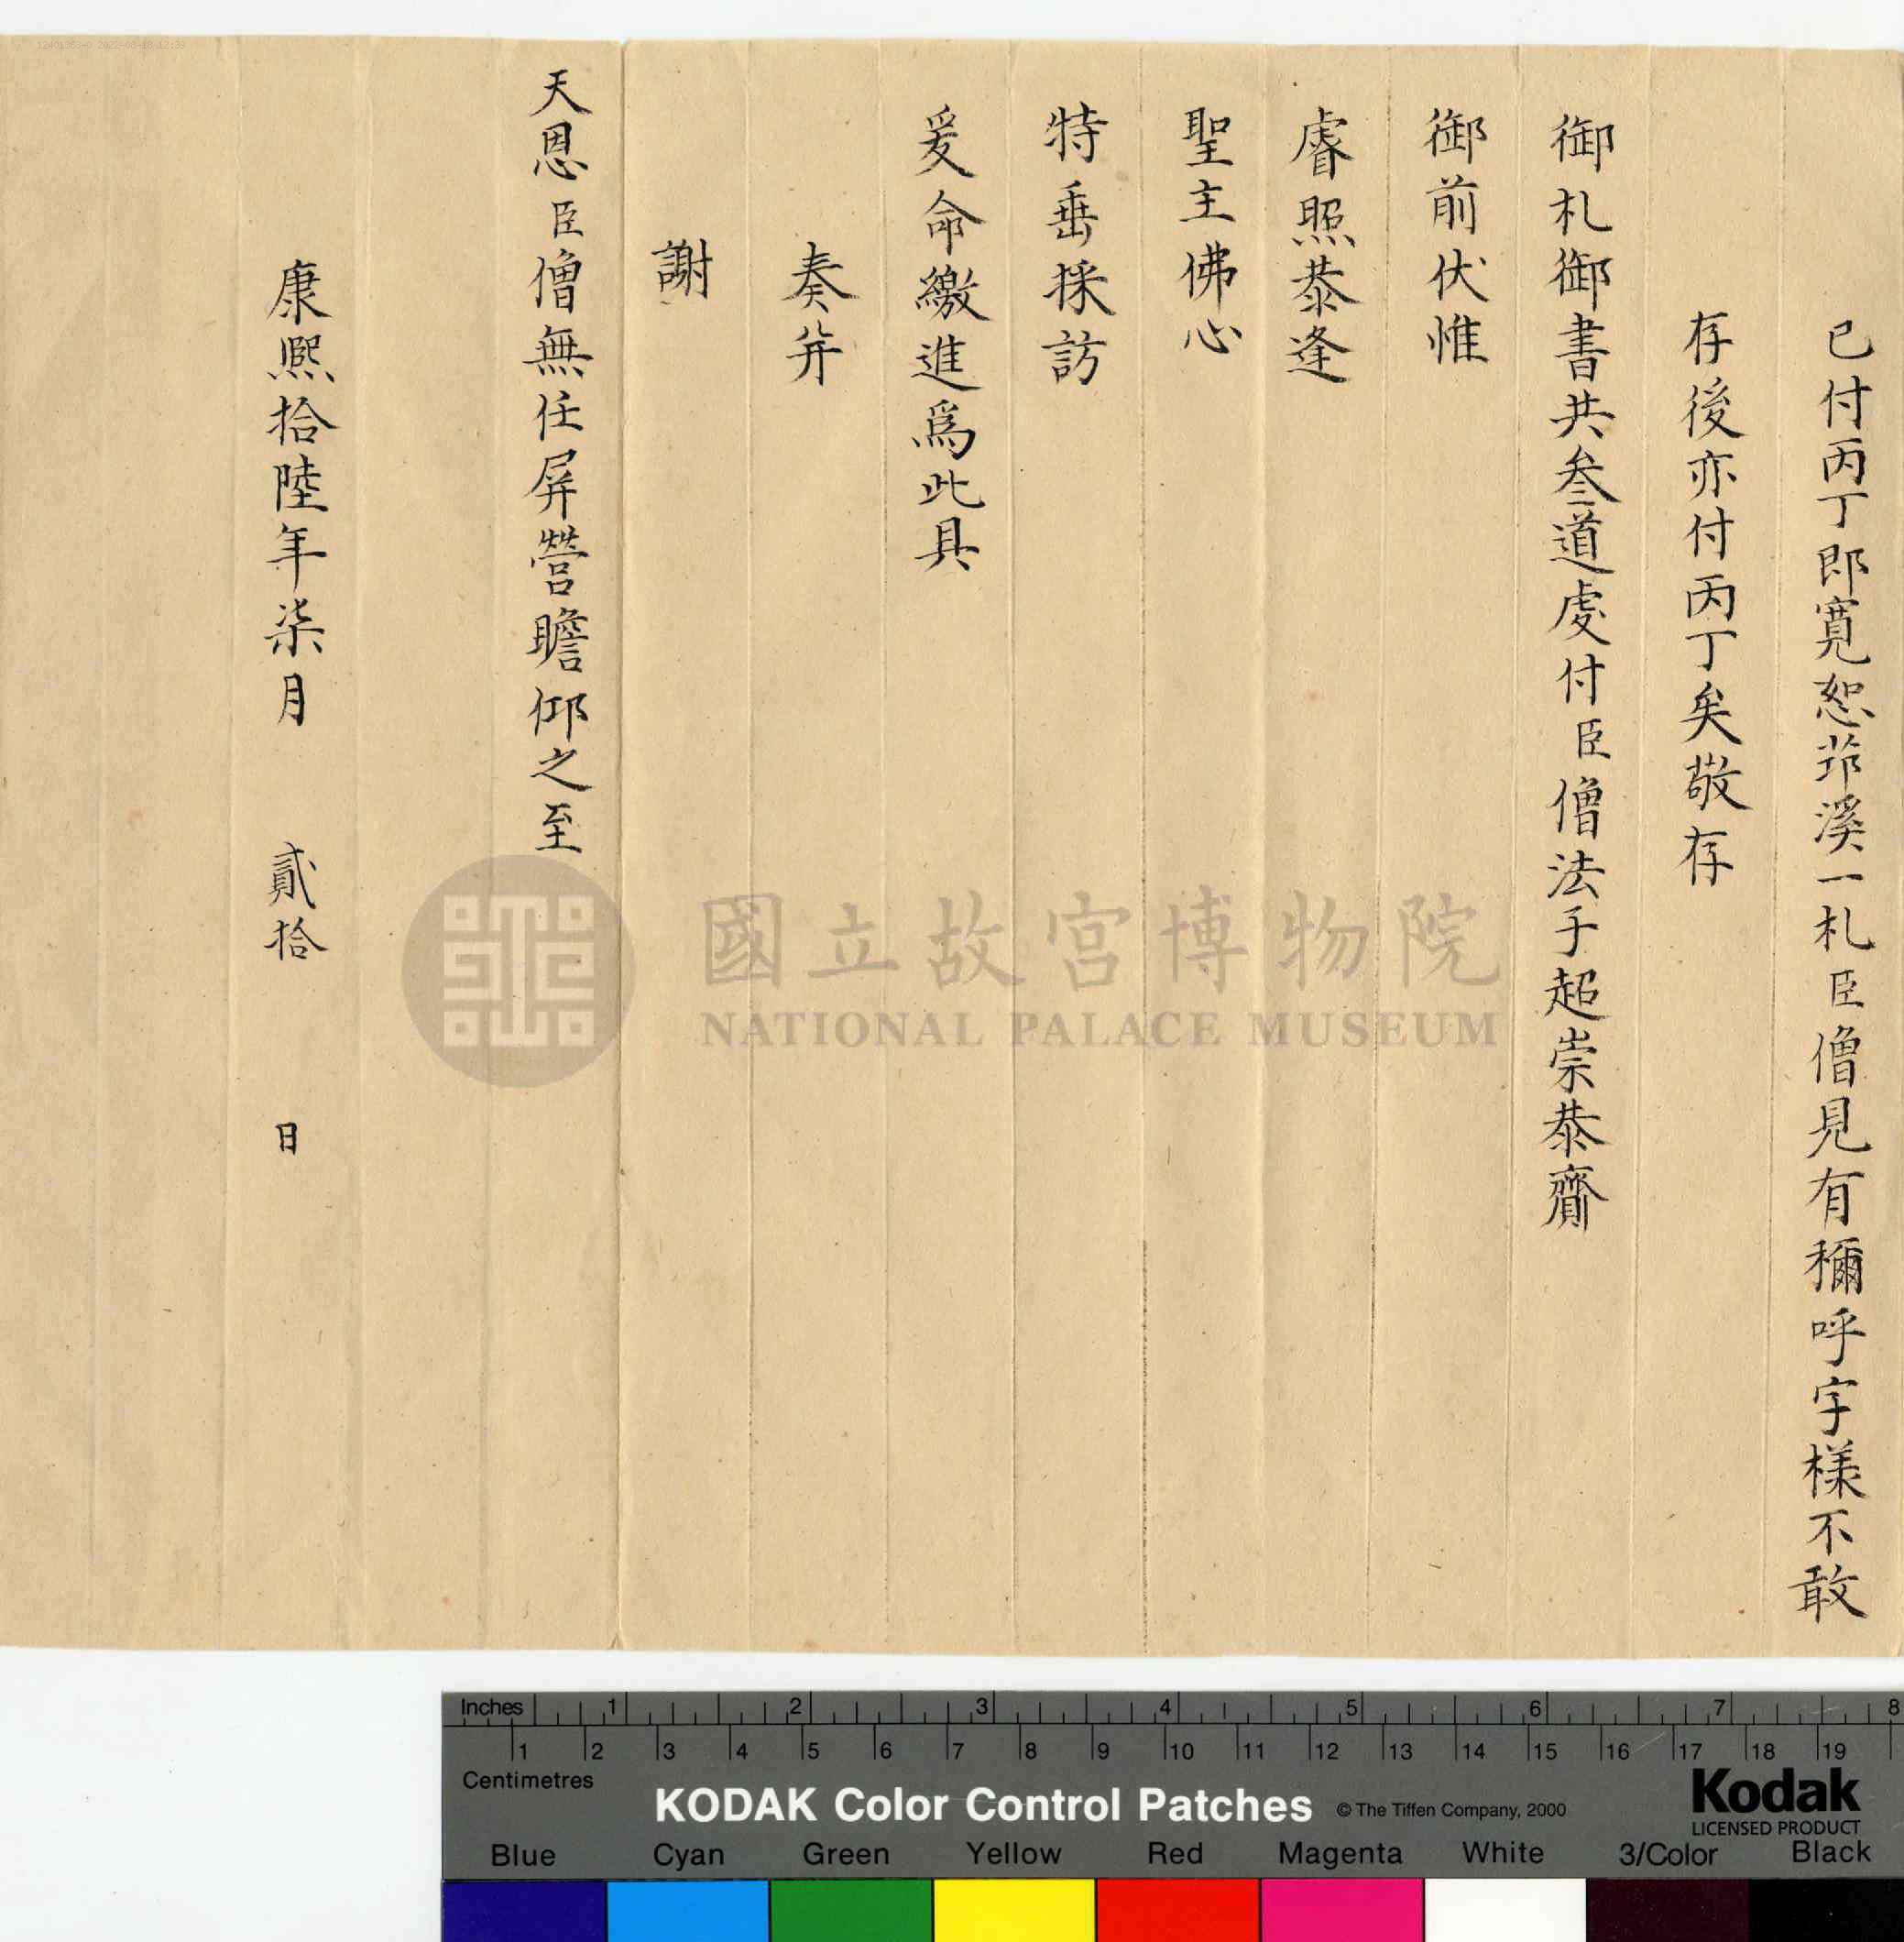 已付丙丁即寬恕茆溪一札臣僧見有稱呼字樣不敢
存後亦付丙丁矣敬存
御札御書共叁道處付臣僧法子超崇恭齎
御前伏惟
睿照恭逢
聖主佛心
特垂採訪
爰命繳進爲此具
奏并
謝
天恩臣僧無任屏營瞻仰之至
康熙拾陸年柒月 貳拾 日
國立故宮博物院
NATIONAL PALACE MUSEUM
Inches 1 2 3 4 5 6 7 8
1 2 3 4 5 6 7 8 9 10 11 12 13 14 15 16 17 18 19
Centimetres
KODAK Color Control Patches © The Tiffen Company, 2000
Kodak
LICENSED PRODUCT
Blue Cyan Green Yellow Red Magenta White 3/Color Black